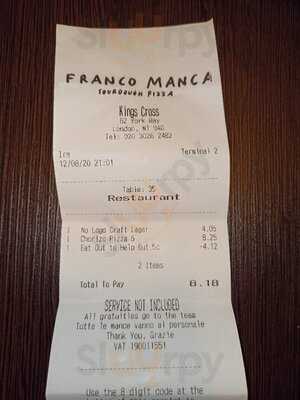 FRANCO MANCA
SOURDOUGH PIZZA
Kings Cross
52 York Way
London, N1 9AG
Tel: 020 3026 2482
Terminal 2
12/08/20 21:01
Table: 35
Restaurant
1 No Logo Craft Lager 4.05
1 Chorizo Pizza 6 8.25
1 Eat Out to Help Out 5c -4.12
2 Items
Total To Pay 8.18
SERVICE NOT INCLUDED
All gratuities go to the team
Tutte le mance vanno al personale
Thank You, Grazie
VAT 190011551
Use the 8 digit code at the